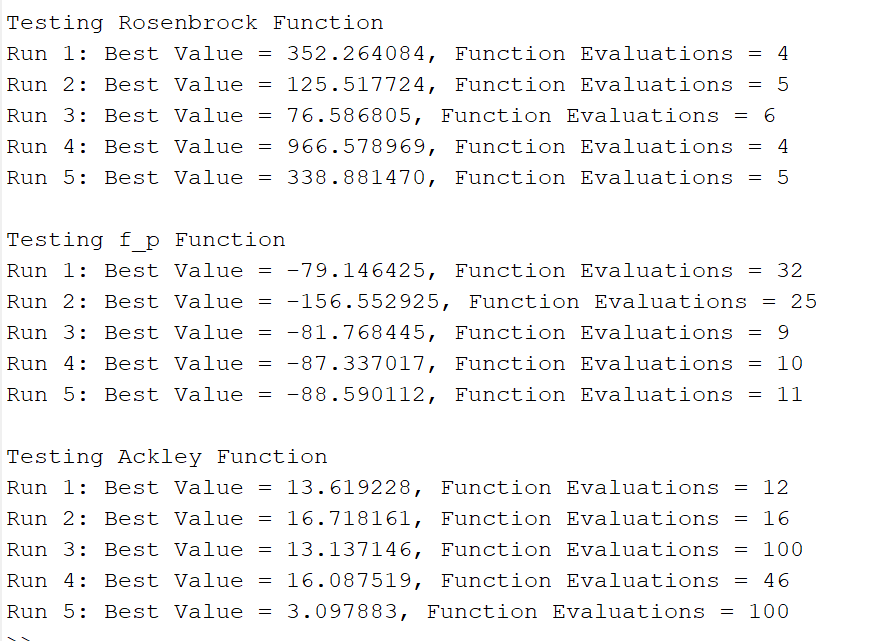 Testing Rosenbrock Function
Run 1: Best Value = 352.264084, Function Evaluations = 4
Run 2: Best Value = 125.517724, Function Evaluations = 5
Run 3: Best Value = 76.586805, Function Evaluations = 6
Run 4: Best Value = 966.578969, Function Evaluations = 4
Run 5: Best Value = 338.881470, Function Evaluations = 5
Testing f_p Function
Run 1: Best Value = -79.146425, Function Evaluations = 32
Run 2: Best Value = -156.552925, Function Evaluations = 25
Run 3: Best Value = -81.768445, Function Evaluations = 9
Run 4: Best Value = -87.337017, Function Evaluations = 10
Run 5: Best Value = -88.590112, Function Evaluations = 11
Testing Ackley Function
Run 1: Best Value = 13.619228, Function Evaluations = 12
Run 2: Best Value = 16.718161, Function Evaluations = 16
Run 3: Best Value = 13.137146, Function Evaluations = 100
Run 4: Best Value = 16.087519, Function Evaluations = 46
Run 5: Best Value = 3.097883, Function Evaluations = 100
>>